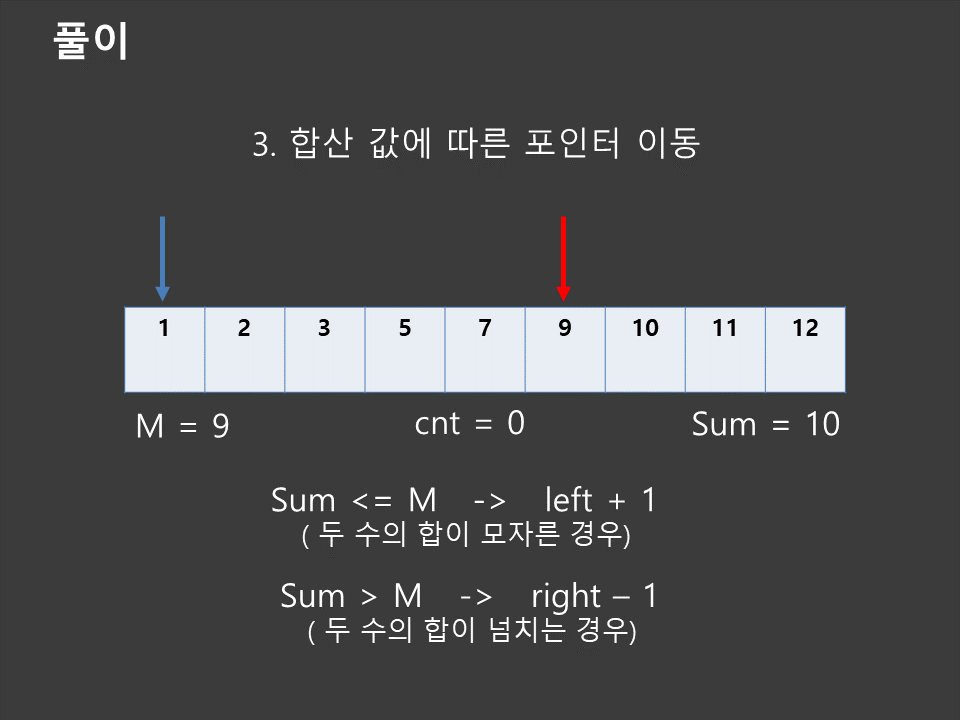 풀이
3. 합산 값에 따른 포인터 이동
1 2 3 5 7 9 10 11 12
M = 9 cnt = 0 Sum = 10
Sum <= M -> left + 1
( 두 수의 합이 모자른 경우)
Sum > M -> right – 1
( 두 수의 합이 넘치는 경우)